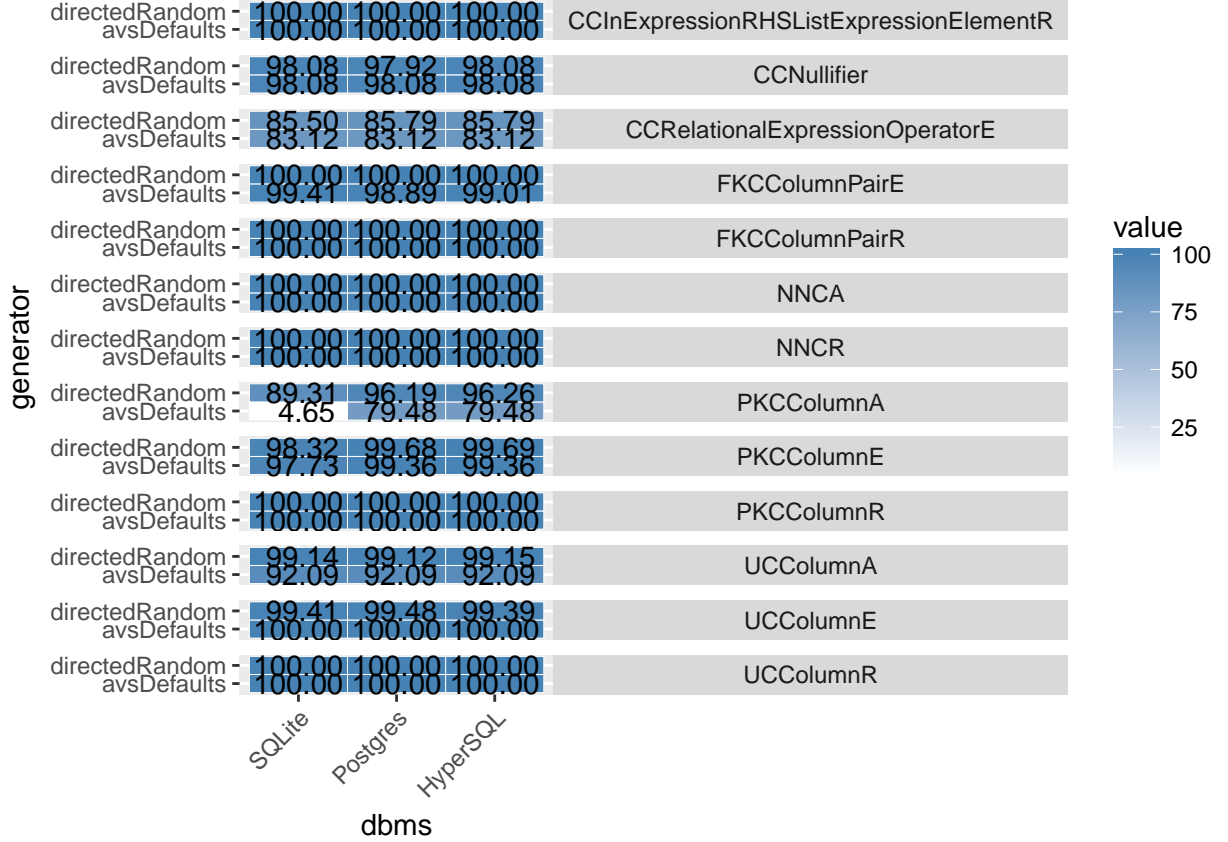 directedRandom 100.00 100.00 100.00 CCInExpressionRHSListExpressionElementR
avsDefaults 100.00 100.00 100.00
directedRandom 98.08 97.92 98.08 CCNullifier
avsDefaults 98.08 98.08 98.08
directedRandom 85.50 85.79 85.79 CCRelationalExpressionOperatorE
avsDefaults 83.12 83.12 83.12
directedRandom 100.00 100.00 100.00 FKCColumnPairE
avsDefaults 99.41 98.89 99.01
directedRandom 100.00 100.00 100.00 FKCColumnPairR
avsDefaults 100.00 100.00 100.00
directedRandom 100.00 100.00 100.00 NNCA
avsDefaults 100.00 100.00 100.00
directedRandom 100.00 100.00 100.00 NNCR
avsDefaults 100.00 100.00 100.00
directedRandom 89.31 96.19 96.26 PKCColumnA
avsDefaults 4.65 79.48 79.48
directedRandom 98.32 99.68 99.69 PKCColumnE
avsDefaults 97.73 99.36 99.36
directedRandom 100.00 100.00 100.00 PKCColumnR
avsDefaults 100.00 100.00 100.00
directedRandom 99.14 99.12 99.15 UCColumnA
avsDefaults 92.09 92.09 92.09
directedRandom 99.41 99.48 99.39 UCColumnE
avsDefaults 100.00 100.00 100.00
directedRandom 100.00 100.00 100.00 UCColumnR
avsDefaults 100.00 100.00 100.00
SQLite Postgres HyperSQL
dbms
generator
value
100
75
50
25